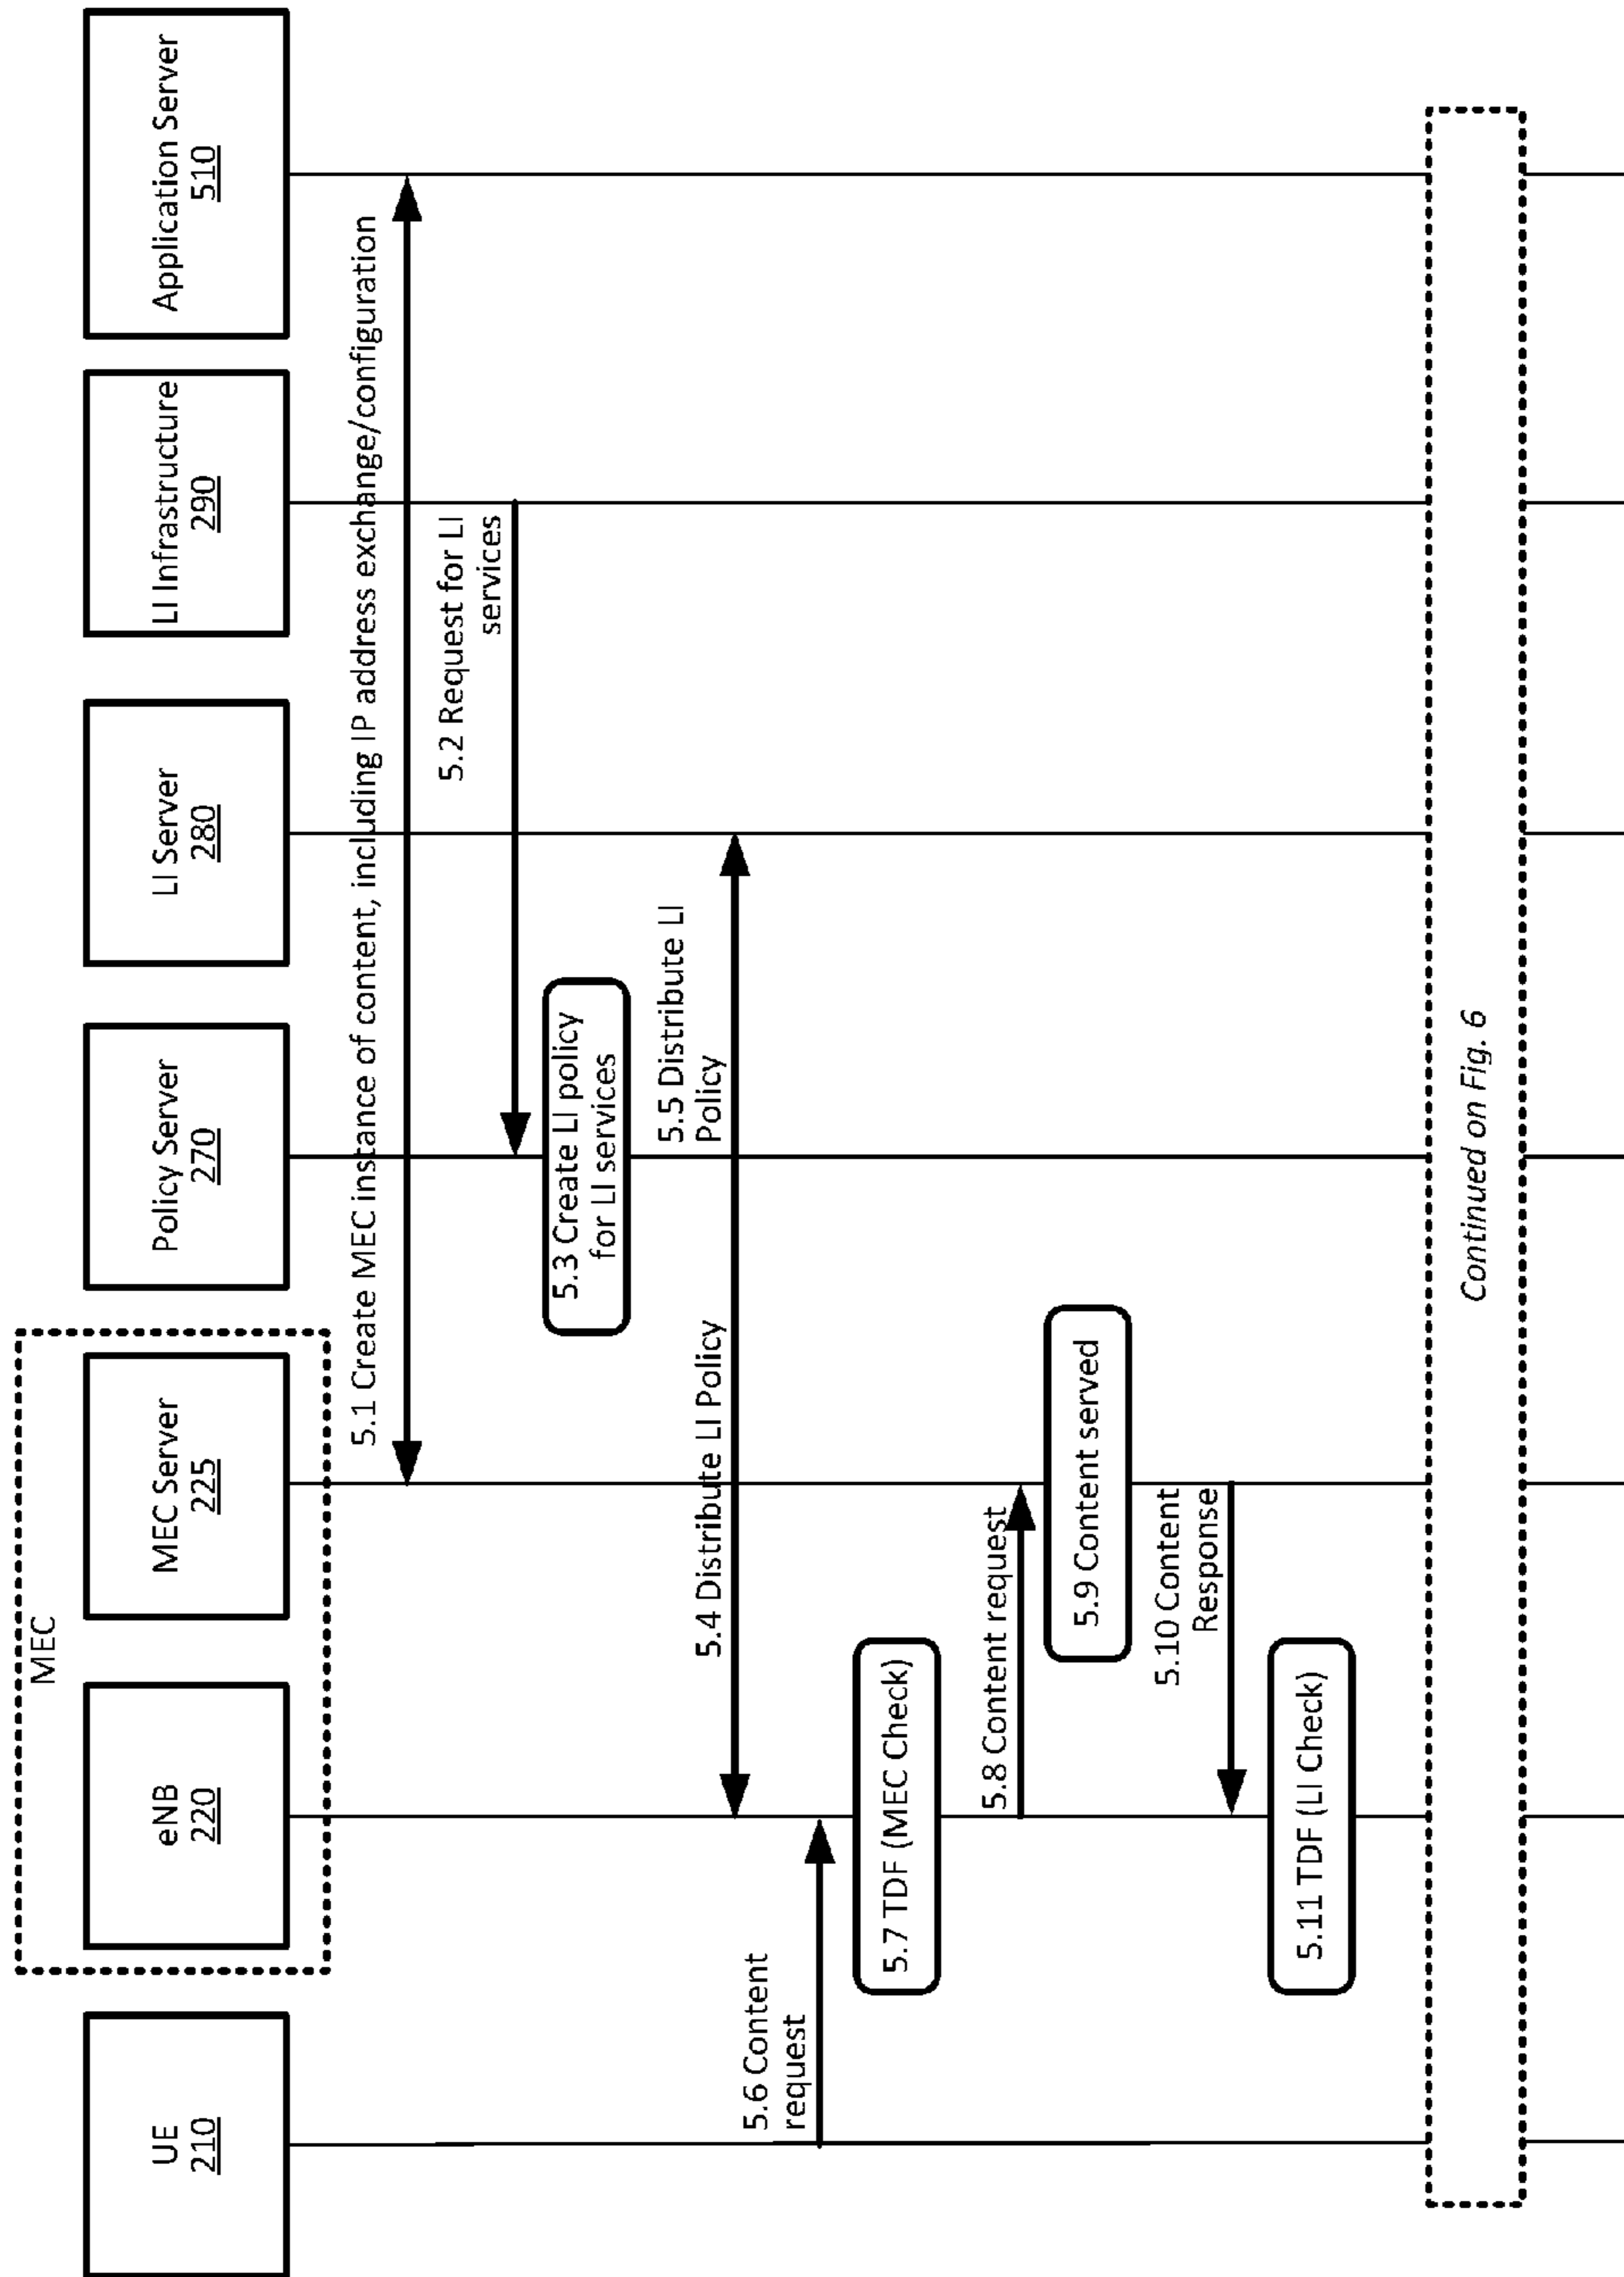 MEC
UE
210
eNB
220
MEC Server
225
Policy Server
270
LI Server
280
LI Infrastructure
290
Application Server
510
5.1 Create MEC instance of content, including IP address exchange/configuration
5.2 Request for LI
services
5.3 Create LI policy
for LI services
5.4 Distribute LI Policy
5.5 Distribute LI
Policy
5.6 Content
request
5.7 TDF (MEC Check)
5.8 Content request
5.9 Content served
5.10 Content
Response
5.11 TDF (LI Check)
Continued on Fig. 6